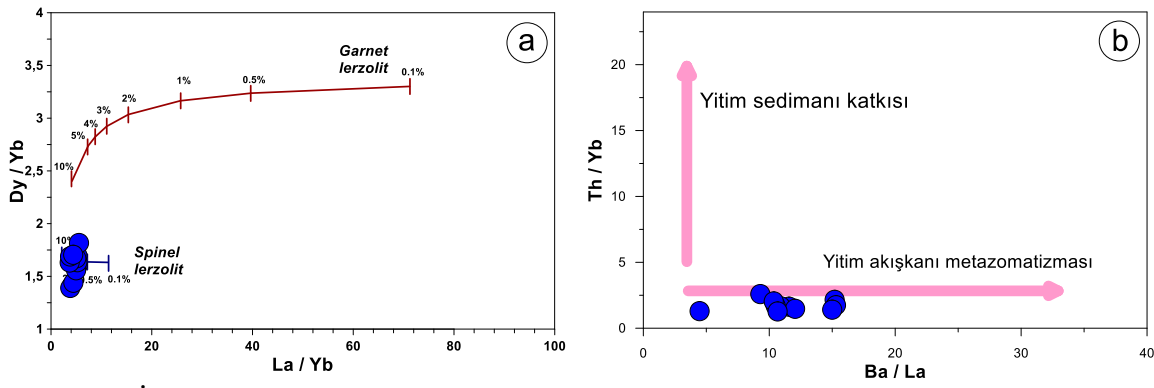 a
4
3,5
3
2,5
2
1,5
1
Dy / Yb
Garnet
lerzolit
0.1%
0.5%
1%
2%
3%
4%
5%
10%
10%
Spinel
lerzolit
0.5%
0.1%
0
20
40
60
80
100
La / Yb
b
20
15
10
5
0
Th / Yb
Yitim sedimanı katkısı
Yitim akışkanı metazomatizması
0
10
20
30
40
Ba / La